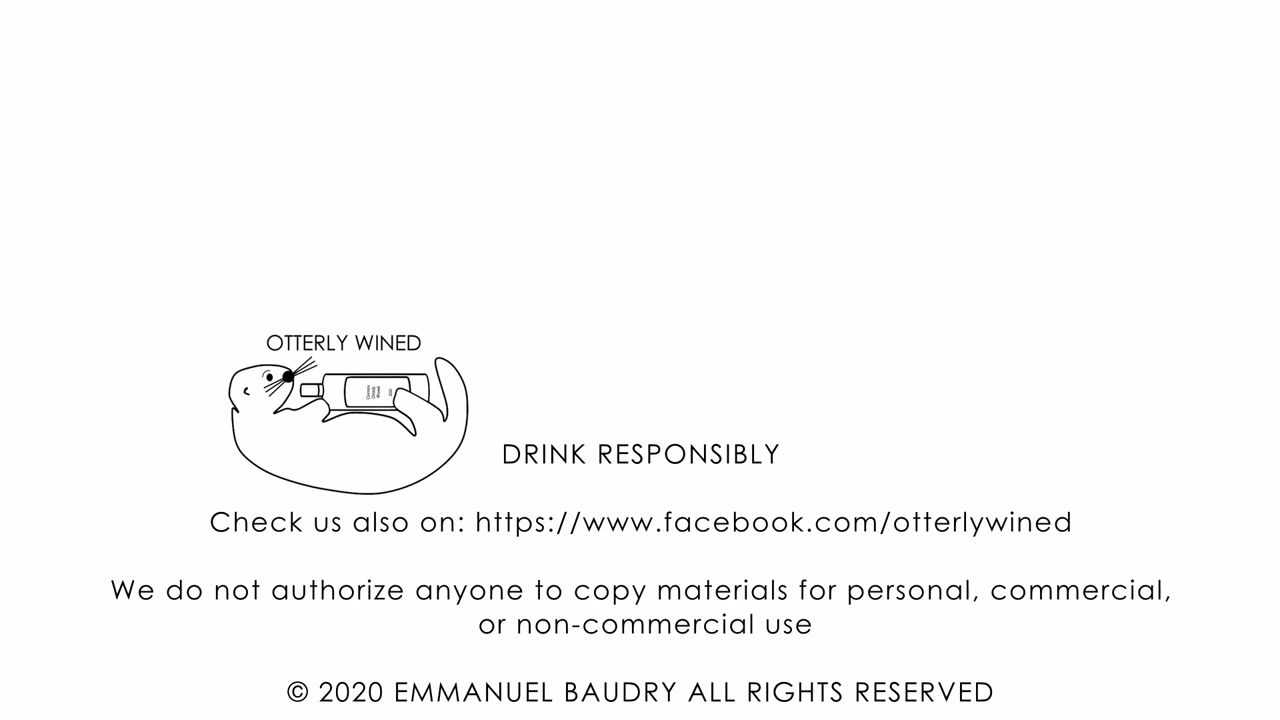 OTTERLY WINED
DRINK RESPONSIBLY
Check us also on: https://www.facebook.com/otterlywined
We do not authorize anyone to copy materials for personal, commercial,
or non-commercial use
© 2020 EMMANUEL BAUDRY ALL RIGHTS RESERVED